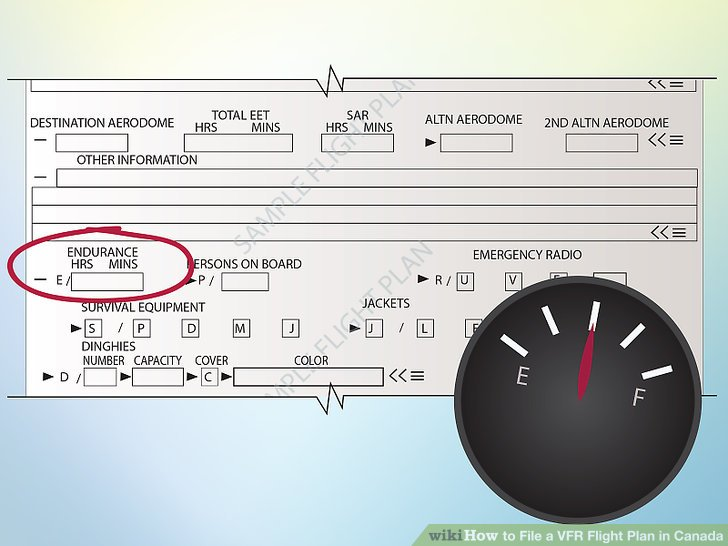 DESTINATION AERODOME TOTAL EET SAR ALTN AERODOME 2ND ALTN AERODOME
HRS MINS HRS MINS
OTHER INFORMATION
SAMPLE FLIGHT PLAN
ENDURANCE
HRS MINS PERSONS ON BOARD EMERGENCY RADIO
E / P / R / U V E
SURVIVAL EQUIPMENT JACKETS
S / P D M J J / L
DINGHIES
NUMBER CAPACITY COVER COLOR
D / C
SAMPLE FLIGHT PLAN
E F
wikiHow to File a VFR Flight Plan in Canada